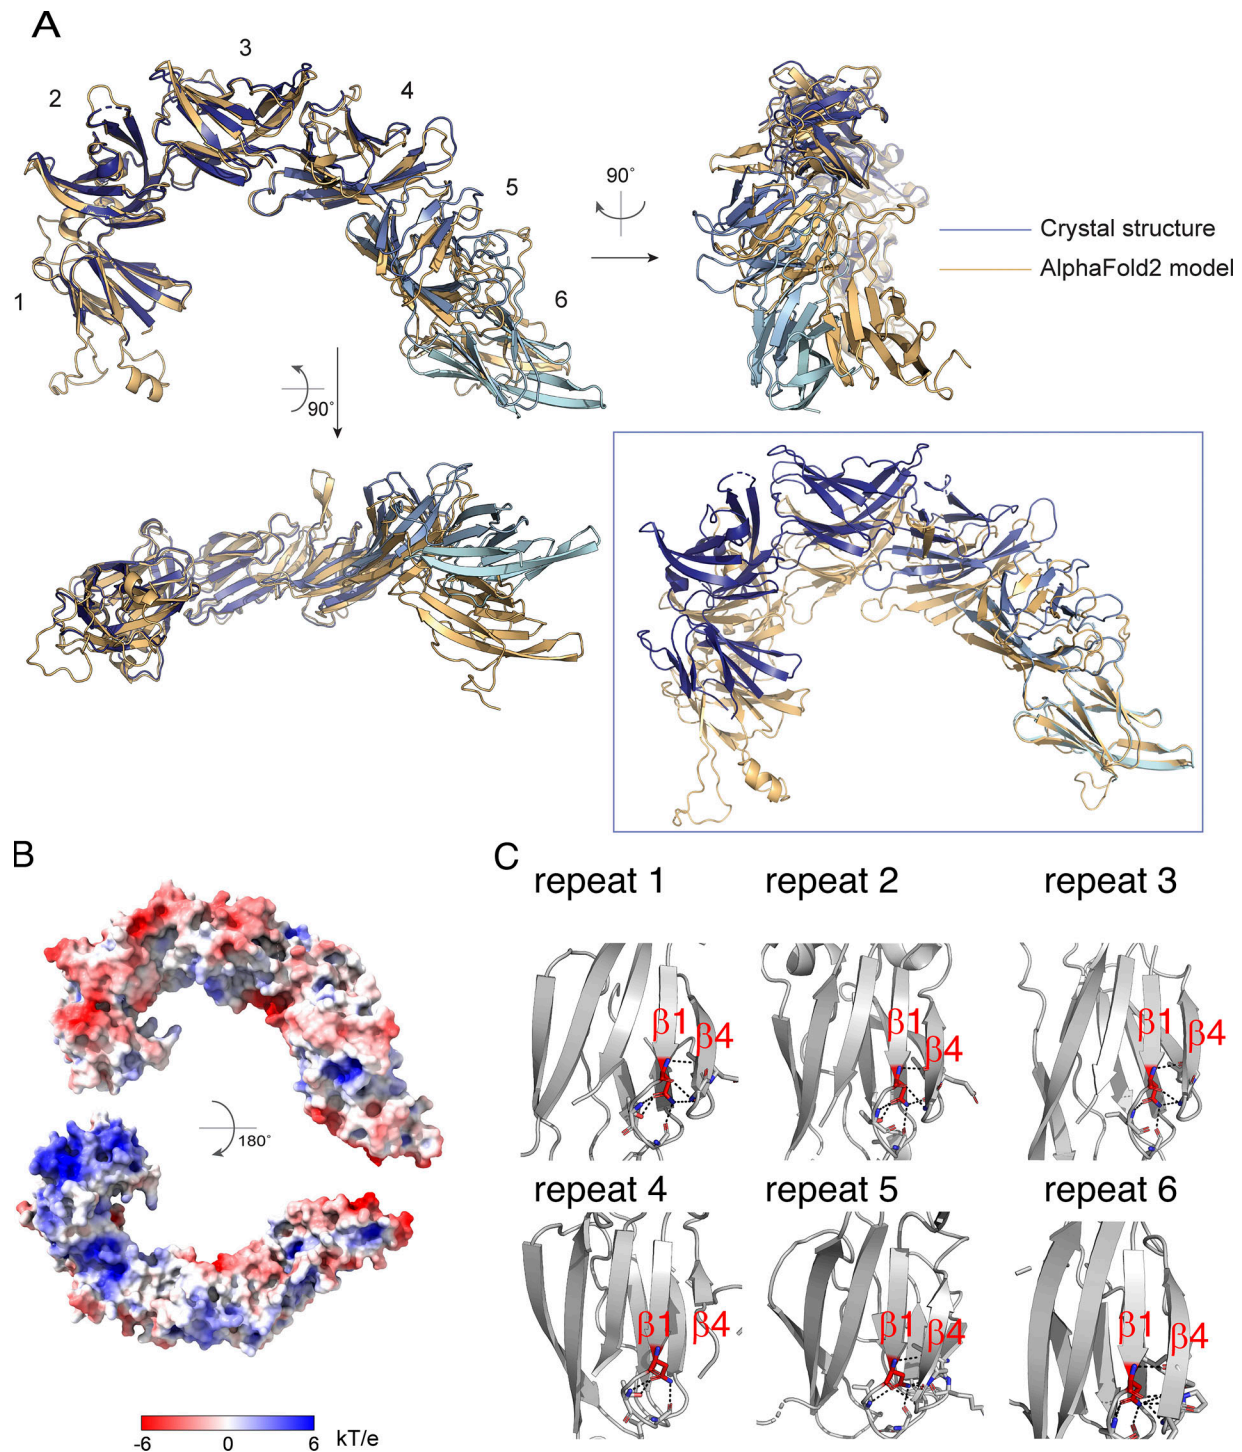 A
3
2
4
5
1
6
90°
90°
Crystal structure
AlphaFold2 model
B
180°
-6 0 6 kT/e
C
repeat 1 repeat 2 repeat 3
β1 β4 β1 β4 β1 β4
repeat 4 repeat 5 repeat 6
β1 β4 β1 β4 β1 β4